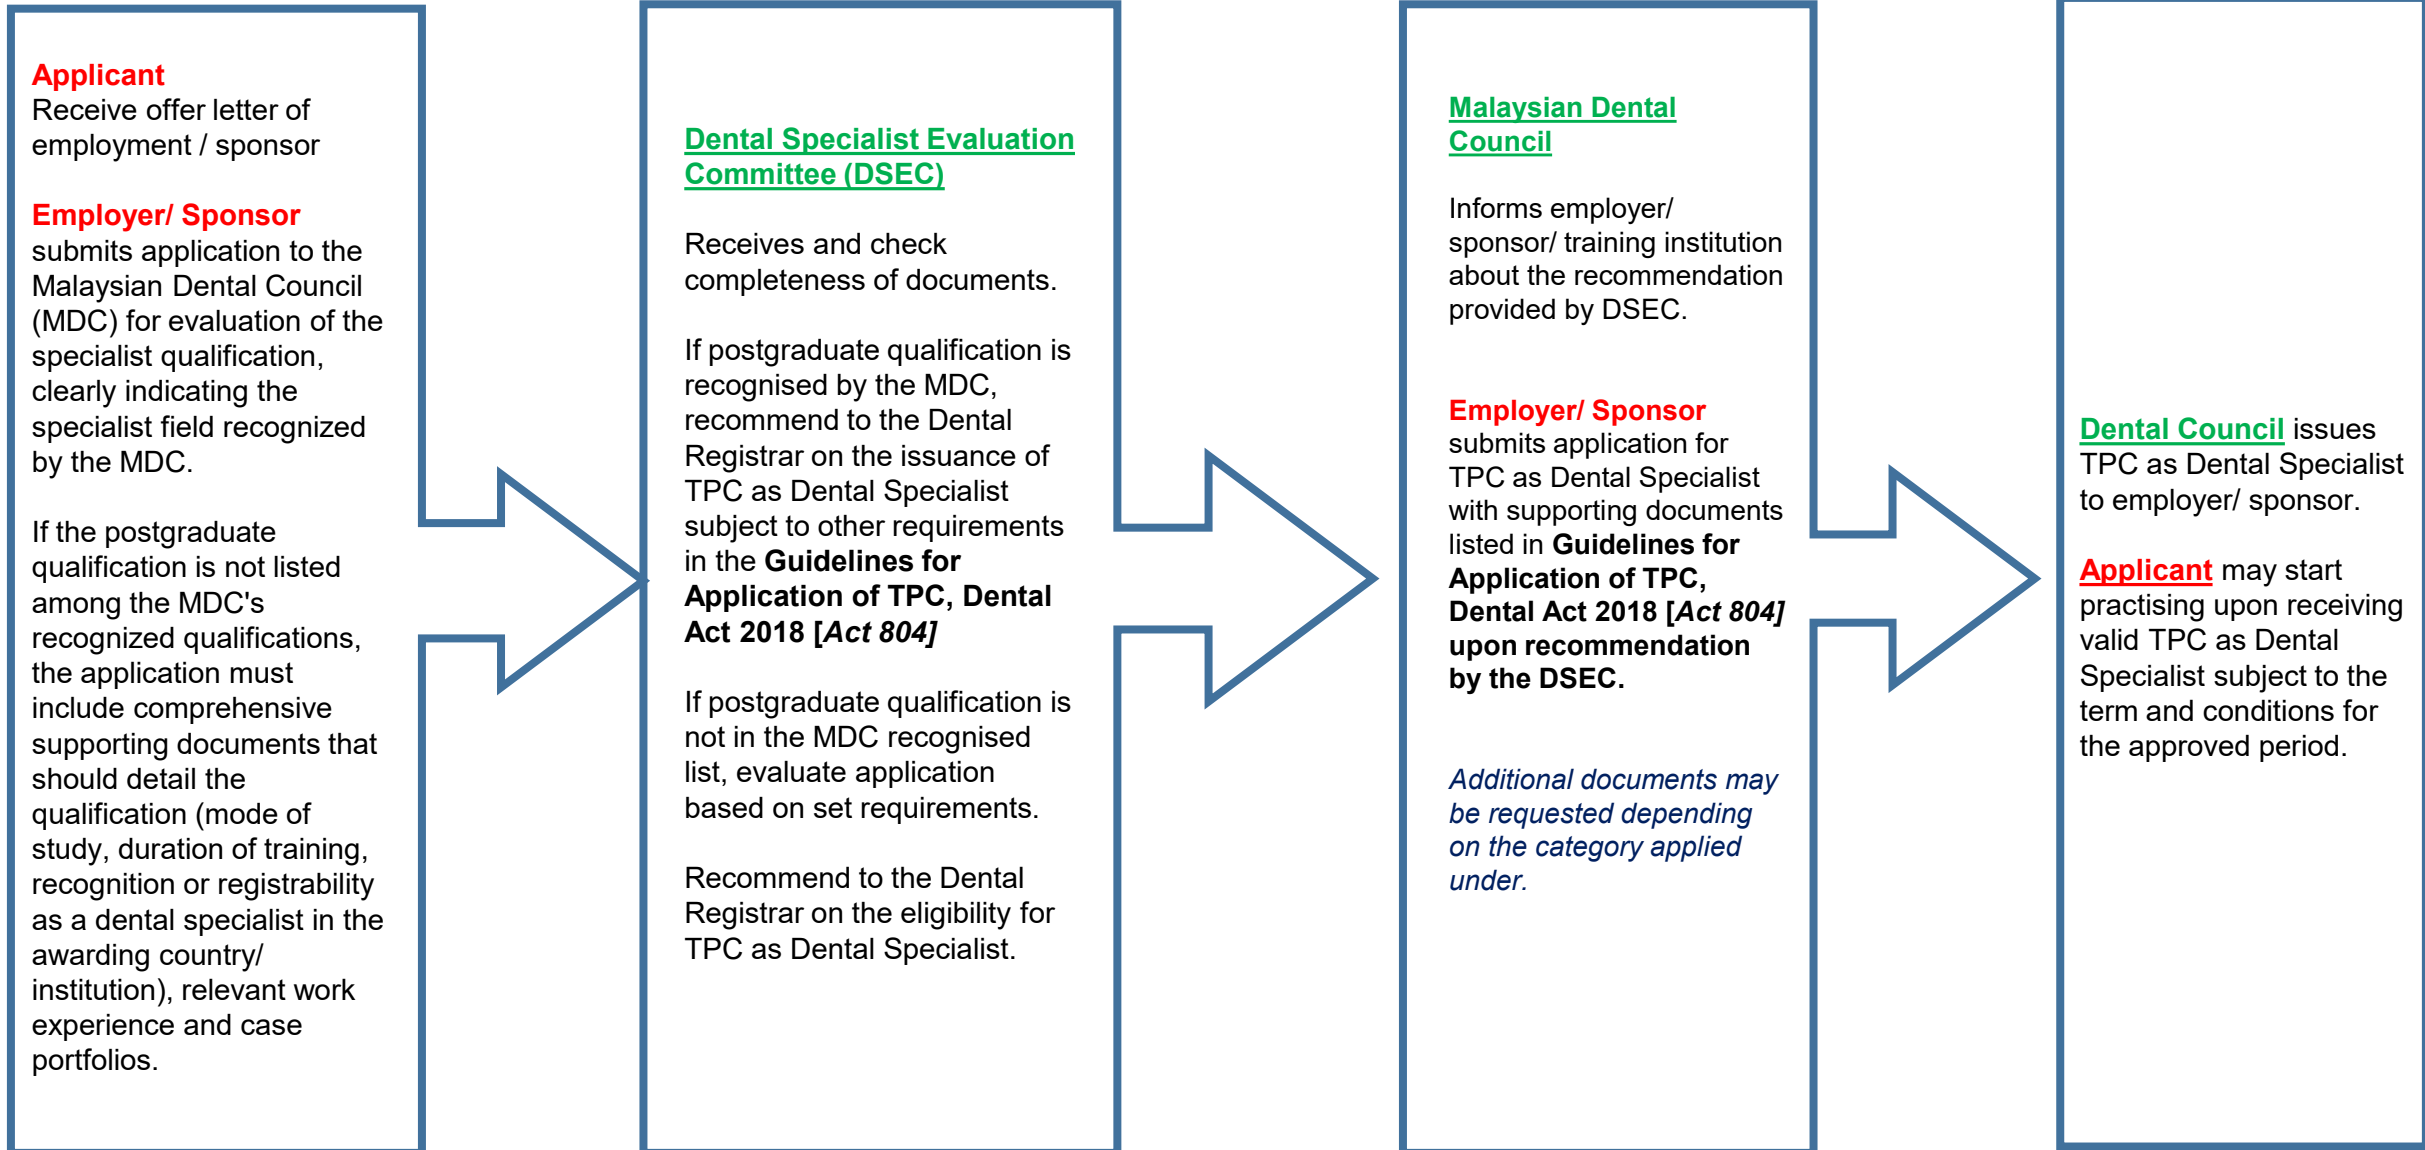 Applicant
Receive offer letter of
employment / sponsor
Employer/ Sponsor
submits application to the
Malaysian Dental Council
(MDC) for evaluation of the
specialist qualification,
clearly indicating the
specialist field recognized
by the MDC.
If the postgraduate
qualification is not listed
among the MDC's
recognized qualifications,
the application must
include comprehensive
supporting documents that
should detail the
qualification (mode of
study, duration of training,
recognition or registrability
as a dental specialist in the
awarding country/
institution), relevant work
experience and case
portfolios.
Dental Specialist Evaluation
Committee (DSEC)
Receives and check
completeness of documents.
If postgraduate qualification is
recognised by the MDC,
recommend to the Dental
Registrar on the issuance of
TPC as Dental Specialist
subject to other requirements
in the Guidelines for
Application of TPC, Dental
Act 2018 [Act 804]
If postgraduate qualification is
not in the MDC recognised
list, evaluate application
based on set requirements.
Recommend to the Dental
Registrar on the eligibility for
TPC as Dental Specialist.
Malaysian Dental
Council
Informs employer/
sponsor/ training institution
about the recommendation
provided by DSEC.
Employer/ Sponsor
submits application for
TPC as Dental Specialist
with supporting documents
listed in Guidelines for
Application of TPC,
Dental Act 2018 [Act 804]
upon recommendation
by the DSEC.
Additional documents may
be requested depending
on the category applied
under.
Dental Council issues
TPC as Dental Specialist
to employer/ sponsor.
Applicant may start
practising upon receiving
valid TPC as Dental
Specialist subject to the
term and conditions for
the approved period.